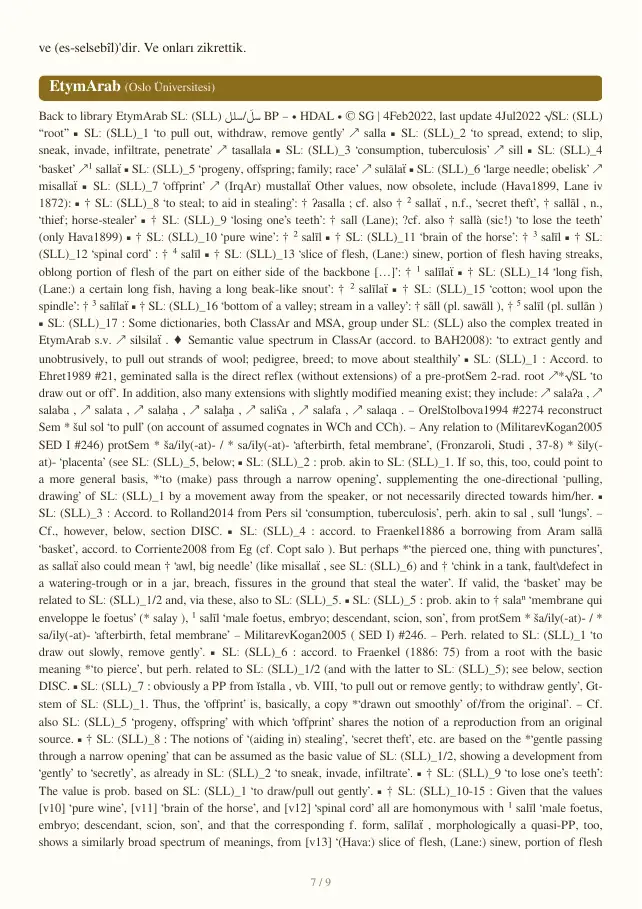 ve (es-selsebîl)'dir. Ve onları zikrettik.
EtymArab (Oslo Üniversitesi)
Back to library EtymArab SL: (SLL) سلّ/سلل BP – • HDAL • © SG | 4Feb2022, last update 4Jul2022 √SL: (SLL)
“root” ▪ SL: (SLL)_1 ‘to pull out, withdraw, remove gently’ ↗ salla ▪ SL: (SLL)_2 ‘to spread, extend; to slip,
sneak, invade, infiltrate, penetrate’ ↗ tasallala ▪ SL: (SLL)_3 ‘consumption, tuberculosis’ ↗ sill ▪ SL: (SLL)_4
‘basket’ ↗¹ sallaẗ ▪ SL: (SLL)_5 ‘progeny, offspring; family; race’ ↗ sulālaẗ ▪ SL: (SLL)_6 ‘large needle; obelisk’ ↗
misallaẗ ▪ SL: (SLL)_7 ‘offprint’ ↗ (IrqAr) mustallaẗ Other values, now obsolete, include (Hava1899, Lane iv
1872): ▪ † SL: (SLL)_8 ‘to steal; to aid in stealing’: † ʔasalla ; cf. also † ² sallaẗ , n.f., ‘secret theft’, † sallāl , n.,
‘thief; horse-stealer’ ▪ † SL: (SLL)_9 ‘losing one’s teeth’: † sall (Lane); ?cf. also † sallà (sic!) ‘to lose the teeth’
(only Hava1899) ▪ † SL: (SLL)_10 ‘pure wine’: † ² salīl ▪ † SL: (SLL)_11 ‘brain of the horse’: † ³ salīl ▪ † SL:
(SLL)_12 ‘spinal cord’ : † ⁴ salīl ▪ † SL: (SLL)_13 ‘slice of flesh, (Lane:) sinew, portion of flesh having streaks,
oblong portion of flesh of the part on either side of the backbone […]’: † ¹ salīlaẗ ▪ † SL: (SLL)_14 ‘long fish,
(Lane:) a certain long fish, having a long beak-like snout’: † ² salīlaẗ ▪ † SL: (SLL)_15 ‘cotton; wool upon the
spindle’: † ³ salīlaẗ ▪ † SL: (SLL)_16 ‘bottom of a valley; stream in a valley’: † sāll (pl. sawāll ), † ⁵ salīl (pl. sullān )
▪ SL: (SLL)_17 : Some dictionaries, both ClassAr and MSA, group under SL: (SLL) also the complex treated in
EtymArab s.v. ↗ silsilaẗ . ♦ Semantic value spectrum in ClassAr (accord. to BAH2008): ‘to extract gently and
unobtrusively, to pull out strands of wool; pedigree, breed; to move about stealthily’ ▪ SL: (SLL)_1 : Accord. to
Ehret1989 #21, geminated salla is the direct reflex (without extensions) of a pre-protSem 2-rad. root ↗*√SL ‘to
draw out or off’. In addition, also many extensions with slightly modified meaning exist; they include: ↗ salaʔa , ↗
salaba , ↗ salata , ↗ salaḥa , ↗ salaḫa , ↗ saliʕa , ↗ salafa , ↗ salaqa . – OrelStolbova1994 #2274 reconstruct
Sem * šul sol ‘to pull’ (on account of assumed cognates in WCh and CCh). – Any relation to (MilitarevKogan2005
SED I #246) protSem * ša/ily(-at)- / * sa/ily(-at)- ‘afterbirth, fetal membrane’, (Fronzaroli, Studi , 37-8) * šily(-
at)- ‘placenta’ (see SL: (SLL)_5, below; ▪ SL: (SLL)_2 : prob. akin to SL: (SLL)_1. If so, this, too, could point to
a more general basis, *‘to (make) pass through a narrow opening’, supplementing the one-directional ‘pulling,
drawing’ of SL: (SLL)_1 by a movement away from the speaker, or not necessarily directed towards him/her. ▪
SL: (SLL)_3 : Accord. to Rolland2014 from Pers sil ‘consumption, tuberculosis’, perh. akin to sal , sull ‘lungs’. –
Cf., however, below, section DISC. ▪ SL: (SLL)_4 : accord. to Fraenkel1886 a borrowing from Aram sallā
‘basket’, accord. to Corriente2008 from Eg (cf. Copt salo ). But perhaps *‘the pierced one, thing with punctures’,
as sallaẗ also could mean † ‘awl, big needle’ (like misallaẗ , see SL: (SLL)_6) and † ‘chink in a tank, fault\defect in
a watering-trough or in a jar, breach, fissures in the ground that steal the water’. If valid, the ‘basket’ may be
related to SL: (SLL)_1/2 and, via these, also to SL: (SLL)_5. ▪ SL: (SLL)_5 : prob. akin to † salaⁿ ‘membrane qui
enveloppe le foetus’ (* salay ), ¹ salīl ‘male foetus, embryo; descendant, scion, son’, from protSem * ša/ily(-at)- / *
sa/ily(-at)- ‘afterbirth, fetal membrane’ – MilitarevKogan2005 ( SED I) #246. – Perh. related to SL: (SLL)_1 ‘to
draw out slowly, remove gently’. ▪ SL: (SLL)_6 : accord. to Fraenkel (1886: 75) from a root with the basic
meaning *‘to pierce’, but perh. related to SL: (SLL)_1/2 (and with the latter to SL: (SLL)_5); see below, section
DISC. ▪ SL: (SLL)_7 : obviously a PP from ĭstalla , vb. VIII, ‘to pull out or remove gently; to withdraw gently’, Gt-
stem of SL: (SLL)_1. Thus, the ‘offprint’ is, basically, a copy *‘drawn out smoothly’ of/from the original’. – Cf.
also SL: (SLL)_5 ‘progeny, offspring’ with which ‘offprint’ shares the notion of a reproduction from an original
source. ▪ † SL: (SLL)_8 : The notions of ‘(aiding in) stealing’, ‘secret theft’, etc. are based on the *‘gentle passing
through a narrow opening’ that can be assumed as the basic value of SL: (SLL)_1/2, showing a development from
‘gently’ to ‘secretly’, as already in SL: (SLL)_2 ‘to sneak, invade, infiltrate’. ▪ † SL: (SLL)_9 ‘to lose one’s teeth’:
The value is prob. based on SL: (SLL)_1 ‘to draw/pull out gently’. ▪ † SL: (SLL)_10-15 : Given that the values
[v10] ‘pure wine’, [v11] ‘brain of the horse’, and [v12] ‘spinal cord’ all are homonymous with ¹ salīl ‘male foetus,
embryo; descendant, scion, son’, and that the corresponding f. form, salīlaẗ , morphologically a quasi-PP, too,
shows a similarly broad spectrum of meanings, from [v13] ‘(Hava:) slice of flesh, (Lane:) sinew, portion of flesh
7 / 9